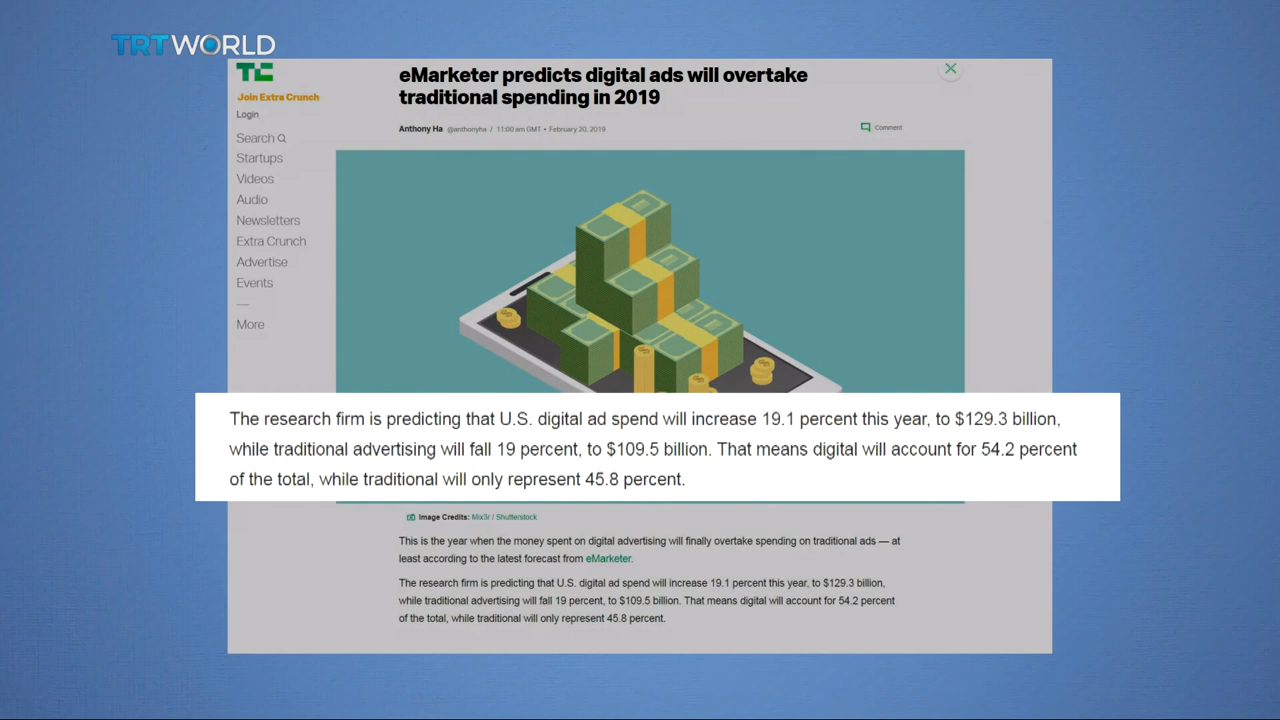 TRT WORLD
TC
eMarketer predicts digital ads will overtake
traditional spending in 2019
Join Extra Crunch
Login
Anthony Ha @anthonyha / 11:00 am GMT • February 20, 2019
Comment
Search
Startups
Videos
Audio
Newsletters
Extra Crunch
Advertise
Events
—
More
The research firm is predicting that U.S. digital ad spend will increase 19.1 percent this year, to $129.3 billion,
while traditional advertising will fall 19 percent, to $109.5 billion. That means digital will account for 54.2 percent
of the total, while traditional will only represent 45.8 percent.
Image Credits: Mix3r / Shutterstock
This is the year when the money spent on digital advertising will finally overtake spending on traditional ads — at
least according to the latest forecast from eMarketer.
The research firm is predicting that U.S. digital ad spend will increase 19.1 percent this year, to $129.3 billion,
while traditional advertising will fall 19 percent, to $109.5 billion. That means digital will account for 54.2 percent
of the total, while traditional will only represent 45.8 percent.